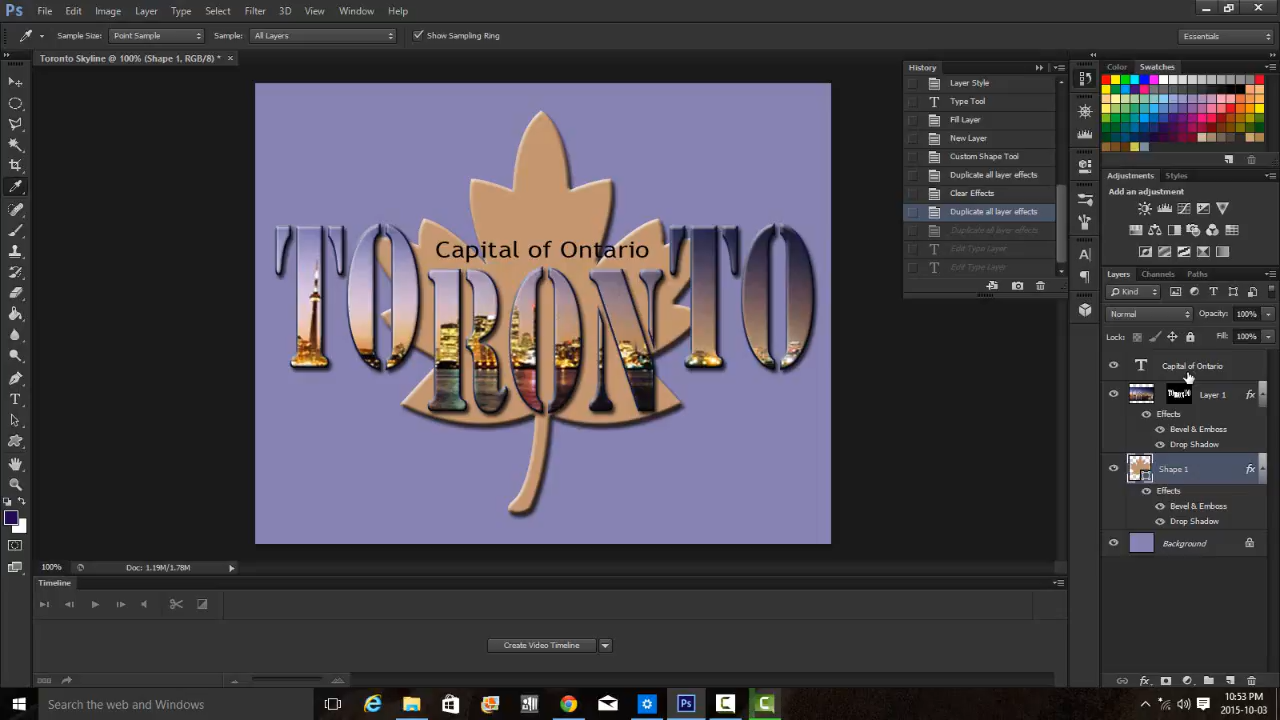 Ps File Edit Image Layer Type Select Filter 3D View Window Help
Sample Size: Point Sample Sample: All Layers Show Sampling Ring Essentials
Toronto Skyline @ 100% (Shape 1, RGB/8) *
History
Layer Style
Type Tool
Fill Layer
New Layer
Custom Shape Tool
Duplicate all layer effects
Clear Effects
Duplicate all layer effects
Duplicate all layer effects
Edit Type Layer
Edit Type Layer
Color Swatches
Adjustments Styles
Add an adjustment
Layers Channels Paths
Kind
Normal Opacity: 100%
Lock: Fill: 100%
T Capital of Ontario
Layer 1 fx
Effects
Bevel & Emboss
Drop Shadow
Shape 1 fx
Effects
Bevel & Emboss
Drop Shadow
Background
Capital of Ontario
TORONTO
100% Doc: 1.19M/1.78M
Timeline
Create Video Timeline
Search the web and Windows
10:53 PM
2015-10-03